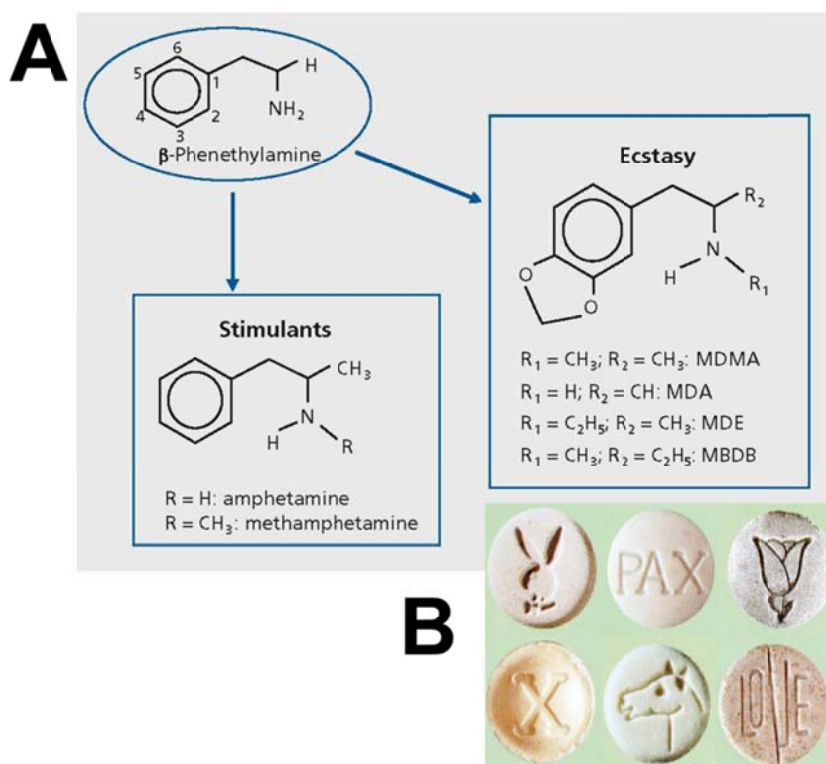 A
6
5
H
1
4
2
NH₂
3
β-Phenethylamine
Ecstasy
R₂
N
H
R₁
O
O
R₁ = CH₃; R₂ = CH₃: MDMA
R₁ = H; R₂ = CH: MDA
R₁ = C₂H₅; R₂ = CH₃: MDE
R₁ = CH₃; R₂ = C₂H₅: MBDB
Stimulants
CH₃
N
H
R
R = H: amphetamine
R = CH₃: methamphetamine
B
PAX
X
LOVE